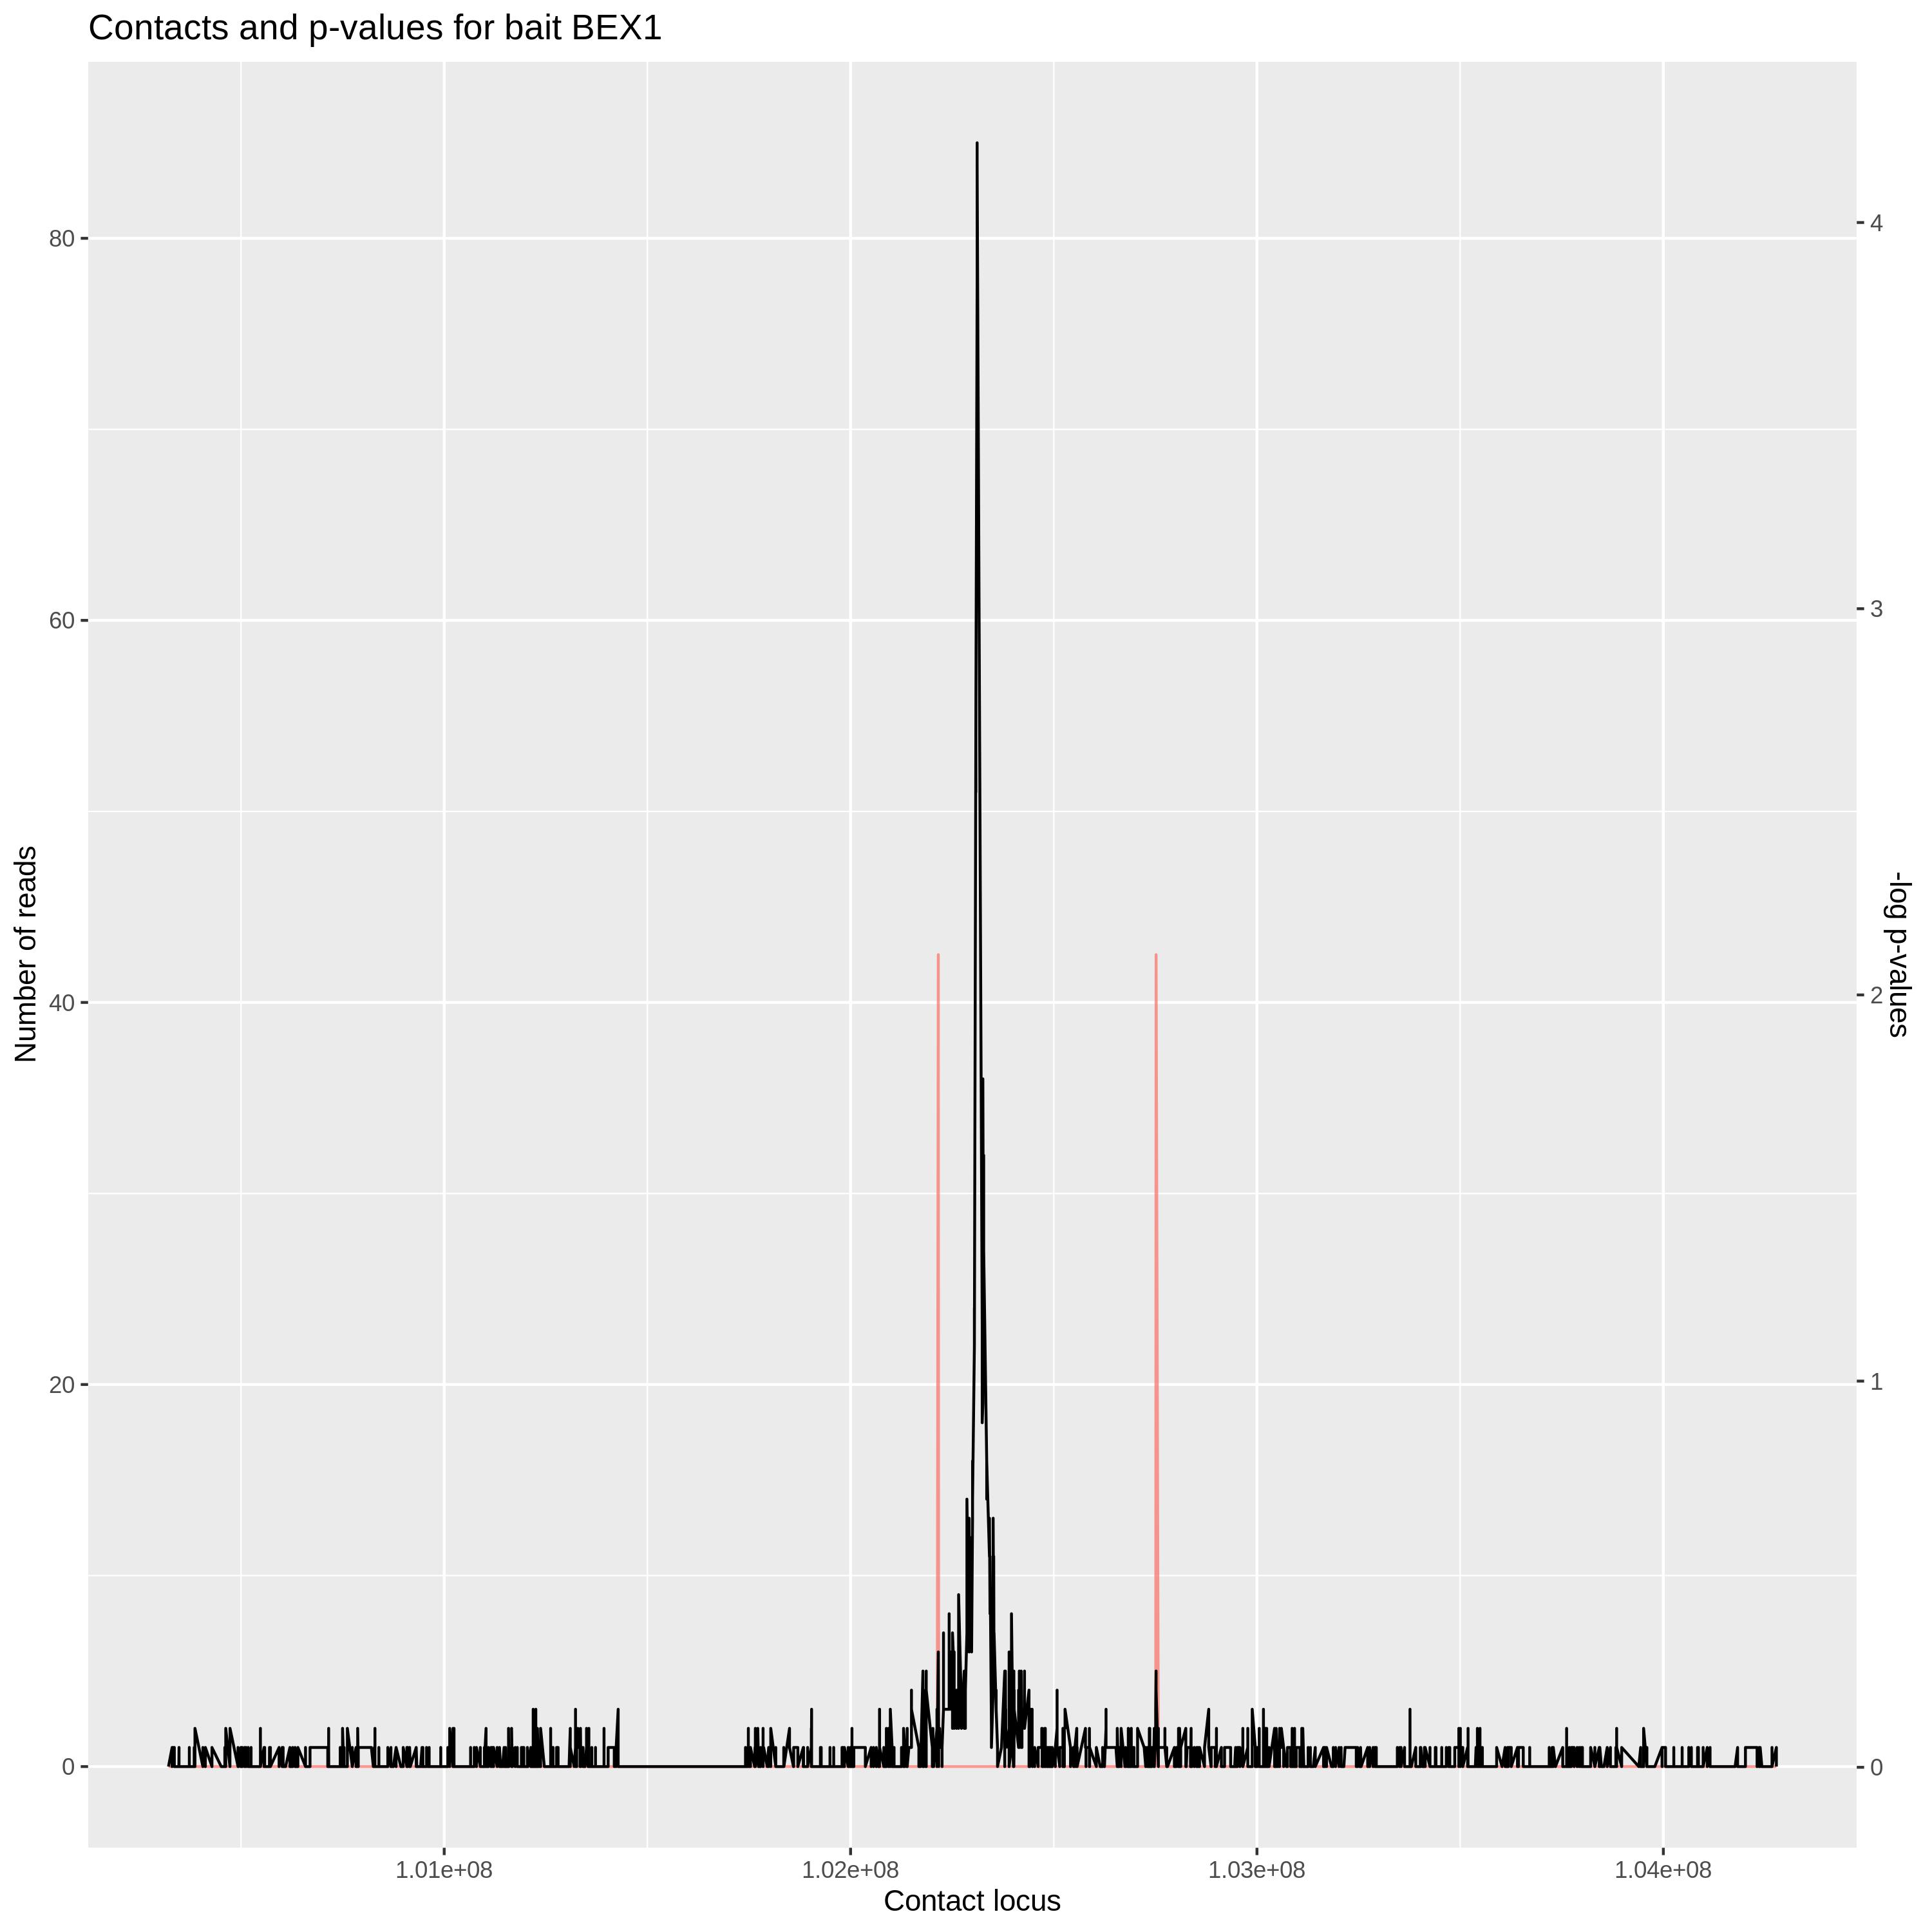 Contacts and p-values for bait BEX1
80
60
40
20
0
Number of reads
4
3
2
1
0
-log p-values
1.01e+08
1.02e+08
1.03e+08
1.04e+08
Contact locus